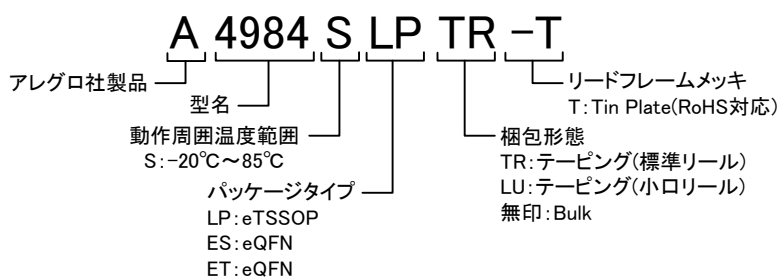 A 4984 S LP TR -T
アレグロ社製品
型名
動作周囲温度範囲
S:-20℃~85℃
パッケージタイプ
LP:eTSSOP
ES:eQFN
ET:eQFN
リードフレームメッキ
T:Tin Plate(RoHS対応)
梱包形態
TR:テーピング(標準リール)
LU:テーピング(小口リール)
無印:Bulk